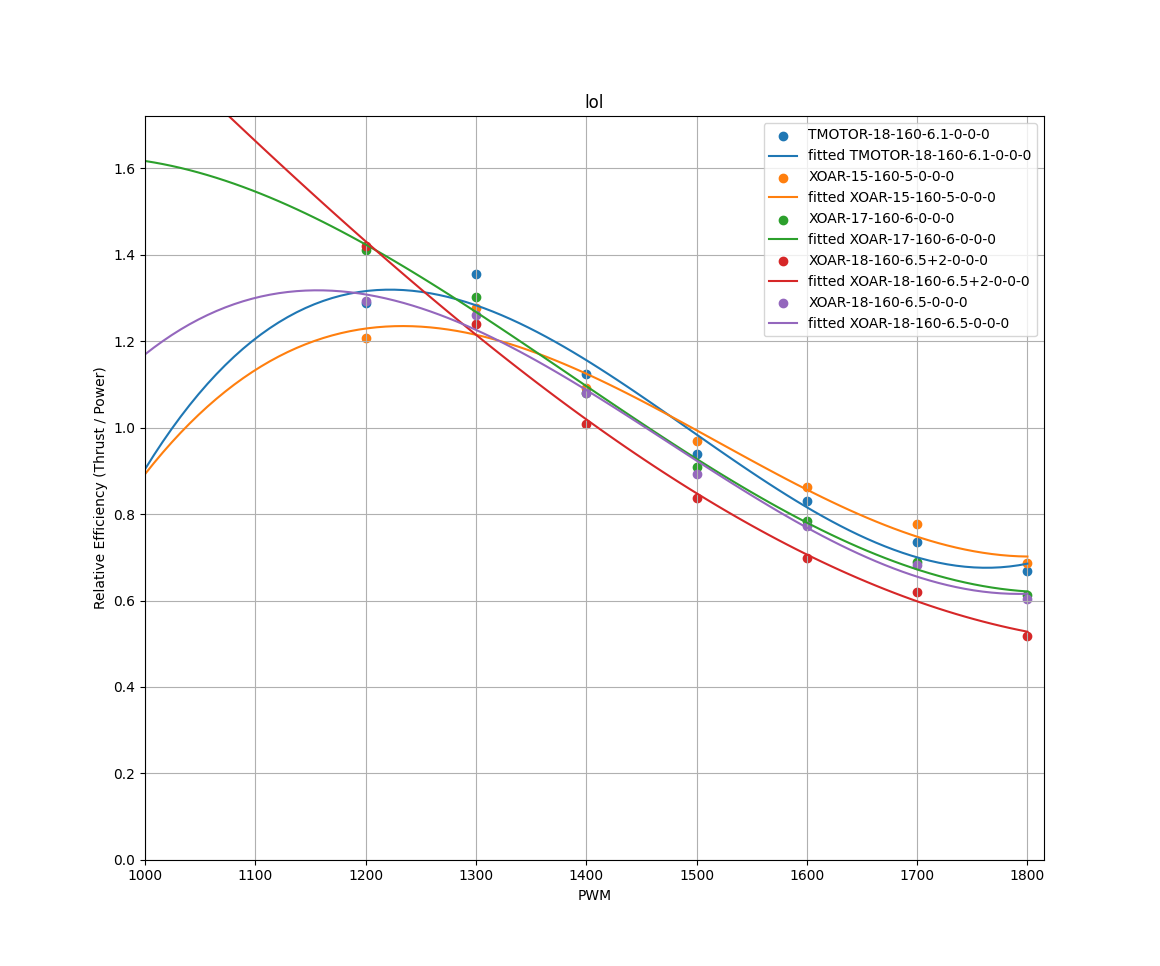 lol
TMOTOR-18-160-6.1-0-0-0
fitted TMOTOR-18-160-6.1-0-0-0
XOAR-15-160-5-0-0-0
fitted XOAR-15-160-5-0-0-0
XOAR-17-160-6-0-0-0
fitted XOAR-17-160-6-0-0-0
XOAR-18-160-6.5+2-0-0-0
fitted XOAR-18-160-6.5+2-0-0-0
XOAR-18-160-6.5-0-0-0
fitted XOAR-18-160-6.5-0-0-0
Relative Efficiency (Thrust / Power)
1.6
1.4
1.2
1.0
0.8
0.6
0.4
0.2
0.0
1000 1100 1200 1300 1400 1500 1600 1700 1800
PWM